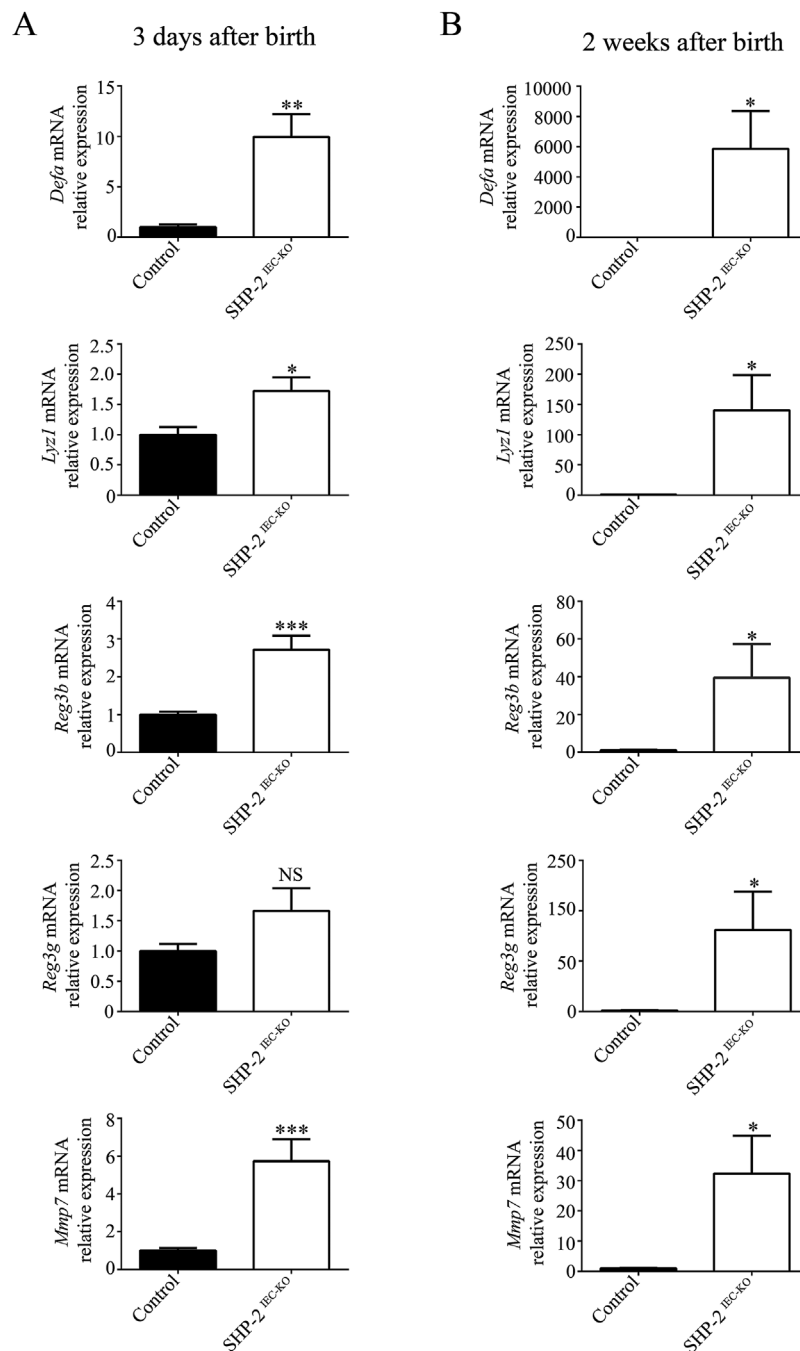 A
3 days after birth
Defa mRNA
relative expression
15
10
5
0
**
Control
SHP-2 IEC-KO
Lyz1 mRNA
relative expression
2.5
2.0
1.5
1.0
0.5
0
*
Control
SHP-2 IEC-KO
Reg3b mRNA
relative expression
4
3
2
1
0
***
Control
SHP-2 IEC-KO
Reg3g mRNA
relative expression
2.5
2.0
1.5
1.0
0.5
0
NS
Control
SHP-2 IEC-KO
Mmp7 mRNA
relative expression
8
6
4
2
0
***
Control
SHP-2 IEC-KO
B
2 weeks after birth
Defa mRNA
relative expression
10000
8000
6000
4000
2000
0
*
Control
SHP-2 IEC-KO
Lyz1 mRNA
relative expression
250
200
150
100
50
0
*
Control
SHP-2 IEC-KO
Reg3b mRNA
relative expression
80
60
40
20
0
*
Control
SHP-2 IEC-KO
Reg3g mRNA
relative expression
250
150
50
0
*
Control
SHP-2 IEC-KO
Mmp7 mRNA
relative expression
50
40
30
20
10
0
*
Control
SHP-2 IEC-KO